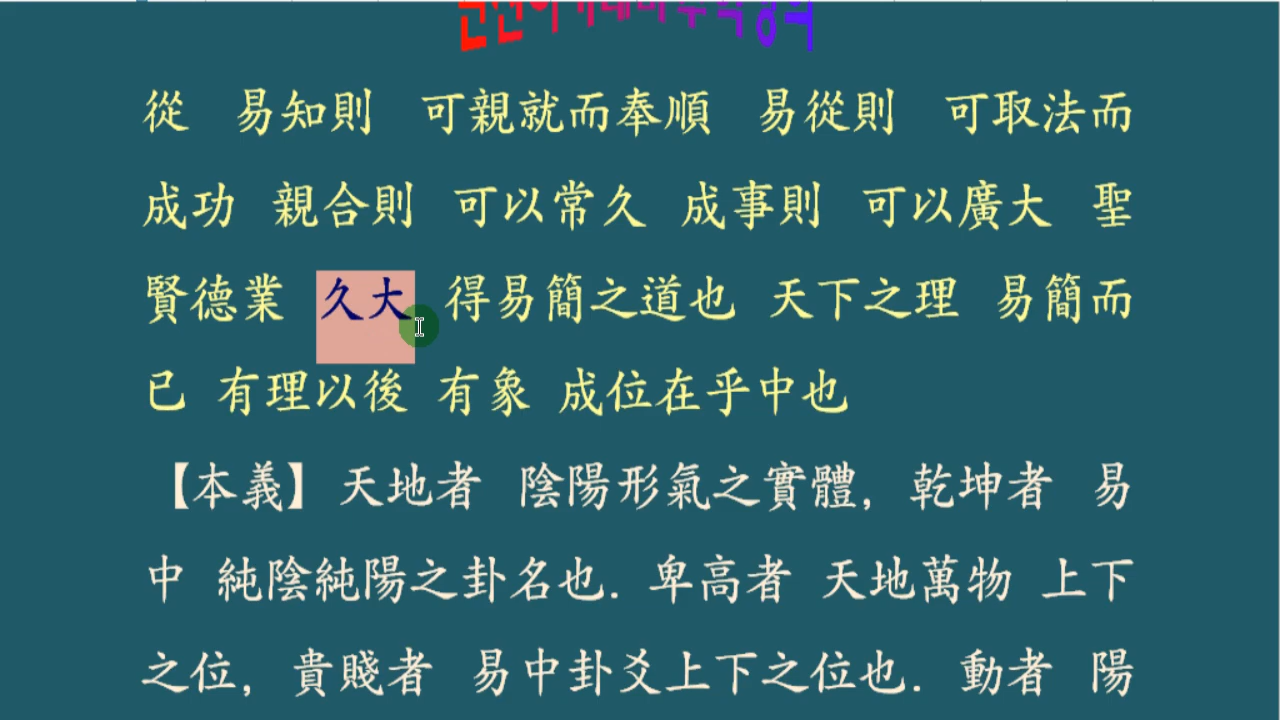 從 易知則 可親就而奉順 易從則 可取法而
成功 親合則 可以常久 成事則 可以廣大 聖
賢德業 久大 得易簡之道也 天下之理 易簡而
已 有理以後 有象 成位在乎中也
【本義】天地者 陰陽形氣之實體, 乾坤者 易
中 純陰純陽之卦名也. 卑高者 天地萬物 上下
之位, 貴賤者 易中卦爻上下之位也. 動者 陽